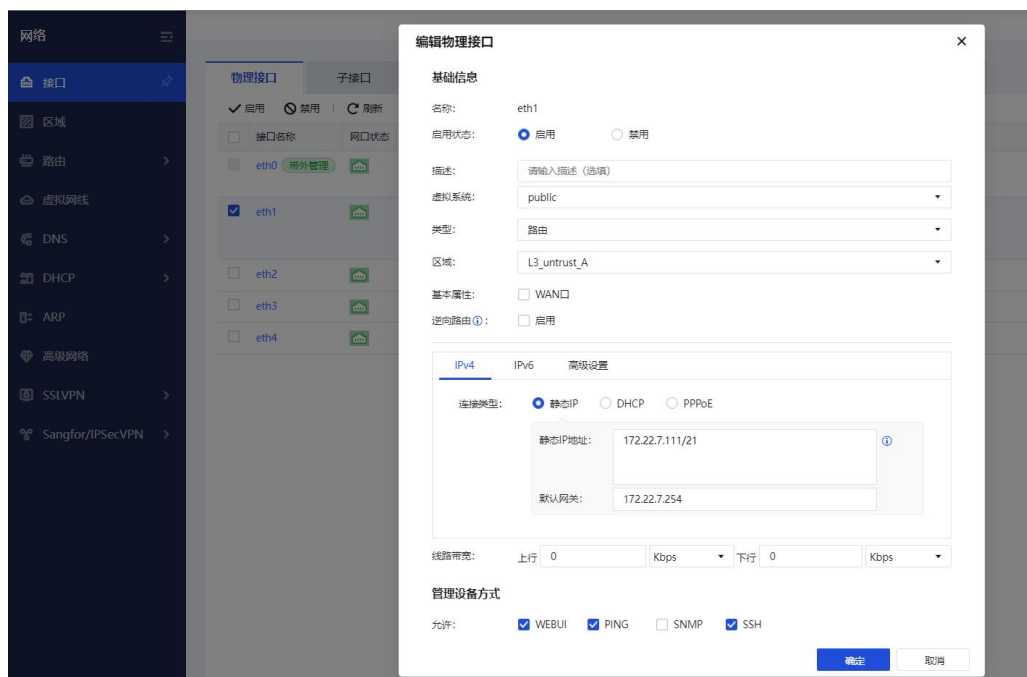 网络
接口
区域
路由
虚拟网线
DNS
DHCP
ARP
高级网络
SSLVPN
Sangfor/IPSecVPN
物理接口 子接口
启用 禁用 刷新
接口名称 网口状态
eth0 带外管理
eth1
eth2
eth3
eth4
编辑物理接口
基础信息
名称: eth1
启用状态: 启用 禁用
描述: 请输入描述（选填）
虚拟系统: public
类型: 路由
区域: L3_untrust_A
基本属性: WAN口
逆向路由: 启用
IPv4 IPv6 高级设置
连接类型: 静态IP DHCP PPPoE
静态IP地址: 172.22.7.111/21
默认网关: 172.22.7.254
线路带宽: 上行 0 Kbps 下行 0 Kbps
管理设备方式
允许: WEBUI PING SNMP SSH
确定 取消